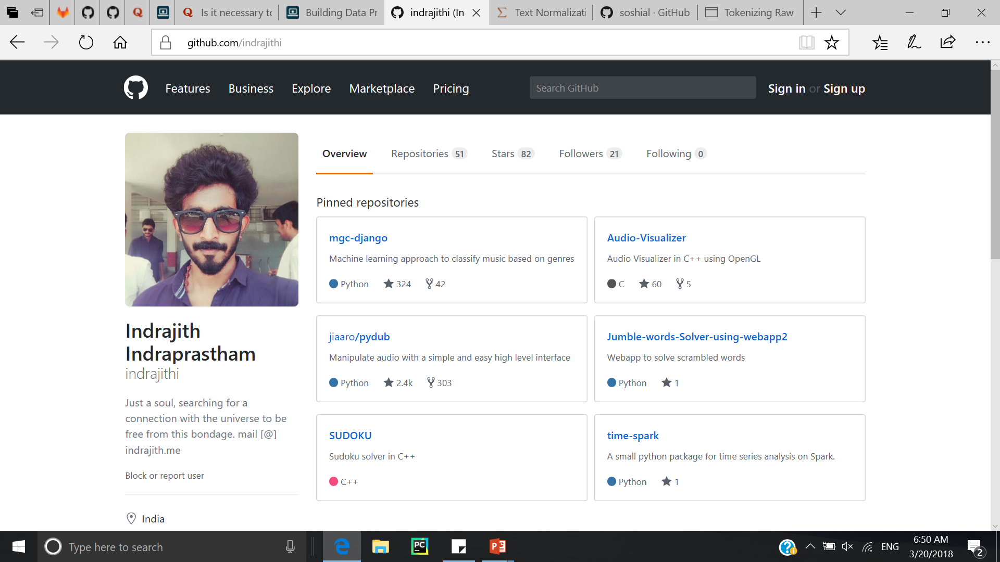 Is it necessary to
Building Data Pr
indrajithi (In
Text Normalizati
soshial · GitHub
Tokenizing Raw
github.com/indrajithi
Features
Business
Explore
Marketplace
Pricing
Search GitHub
Sign in or Sign up
Overview
Repositories 51
Stars 82
Followers 21
Following 0
Pinned repositories
mgc-django
Machine learning approach to classify music based on genres
Python 324 42
Audio-Visualizer
Audio Visualizer in C++ using OpenGL
C 60 5
jiaaro/pydub
Manipulate audio with a simple and easy high level interface
Python 2.4k 303
Jumble-words-Solver-using-webapp2
Webapp to solve scrambled words
Python 1
SUDOKU
Sudoku solver in C++
C++
time-spark
A small python package for time series analysis on Spark.
Python 1
Indrajith
Indraprastham
indrajithi
Just a soul, searching for a
connection with the universe to be
free from this bondage. mail [@]
indrajith.me
Block or report user
India
Type here to search
PC
P
ENG
6:50 AM
3/20/2018
2